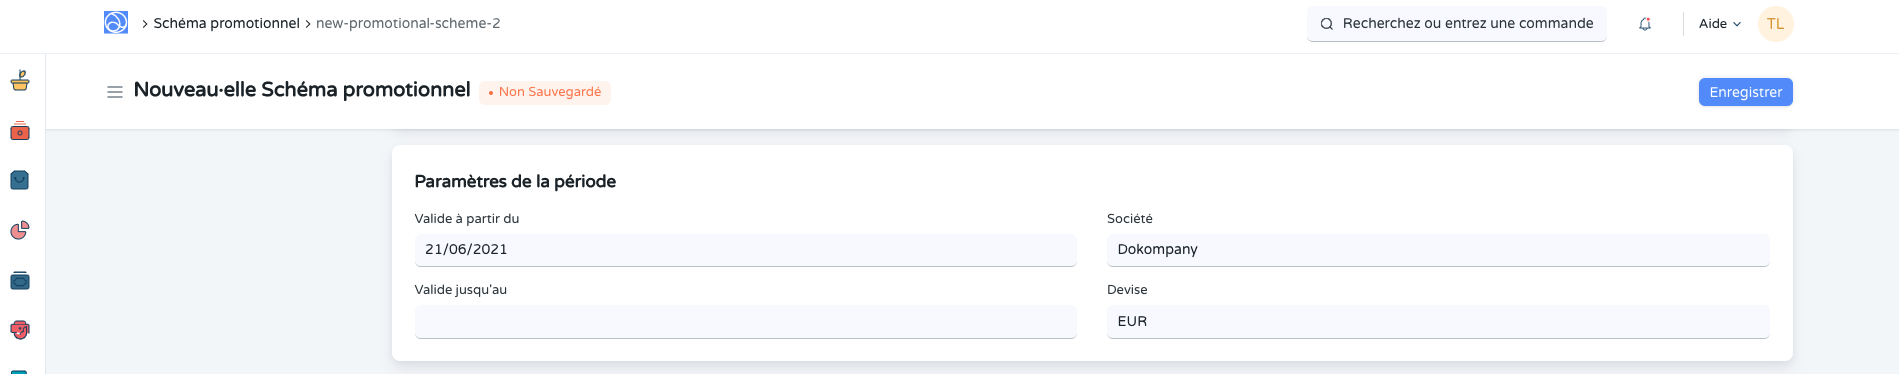 Schéma promotionnel new-promotional-scheme-2
Recherchez ou entrez une commande
Aide
TL
Nouveau·elle Schéma promotionnel
Non Sauvegardé
Enregistrer
Paramètres de la période
Valide à partir du
21/06/2021
Valide jusqu'au
Société
Dokompany
Devise
EUR